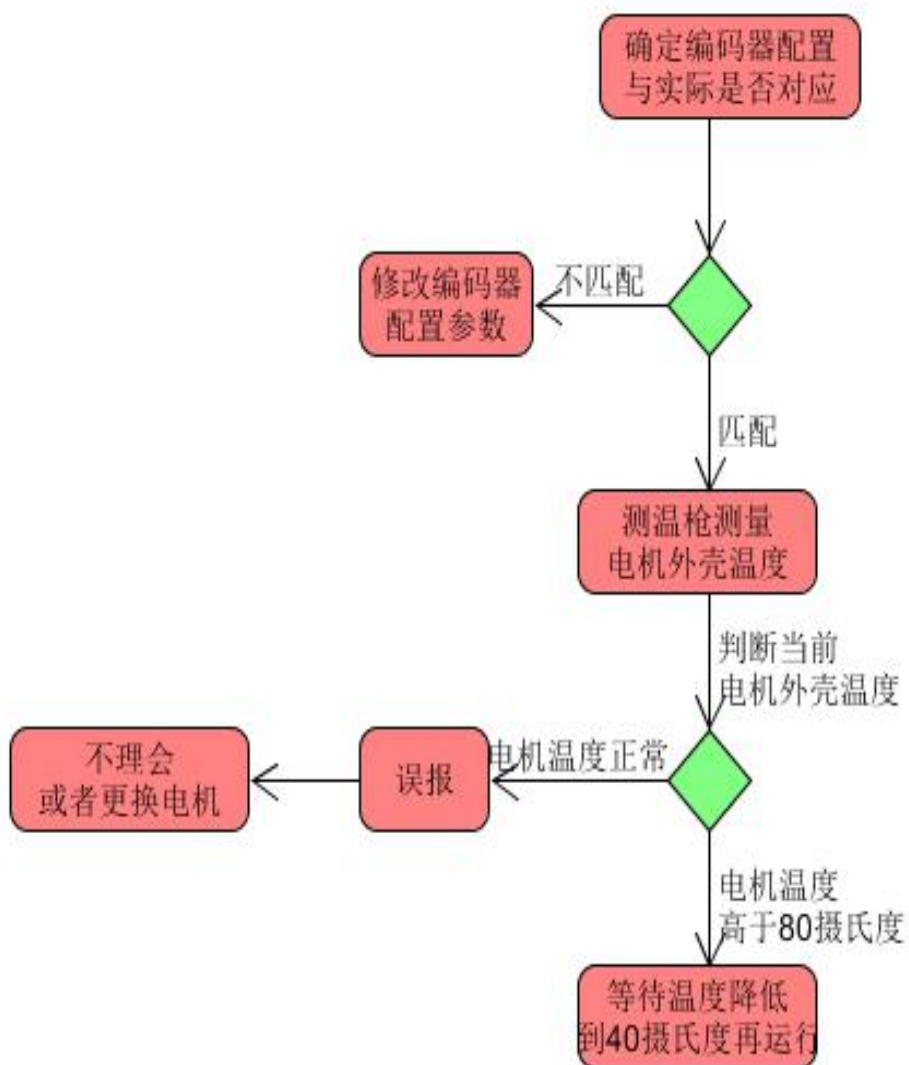 确定编码器配置
与实际是否对应
不匹配
修改编码器
配置参数
匹配
测温枪测量
电机外壳温度
判断当前
电机外壳温度
电机温度正常
误报
不理会
或者更换电机
电机温度
高于80摄氏度
等待温度降低
到40摄氏度再运行